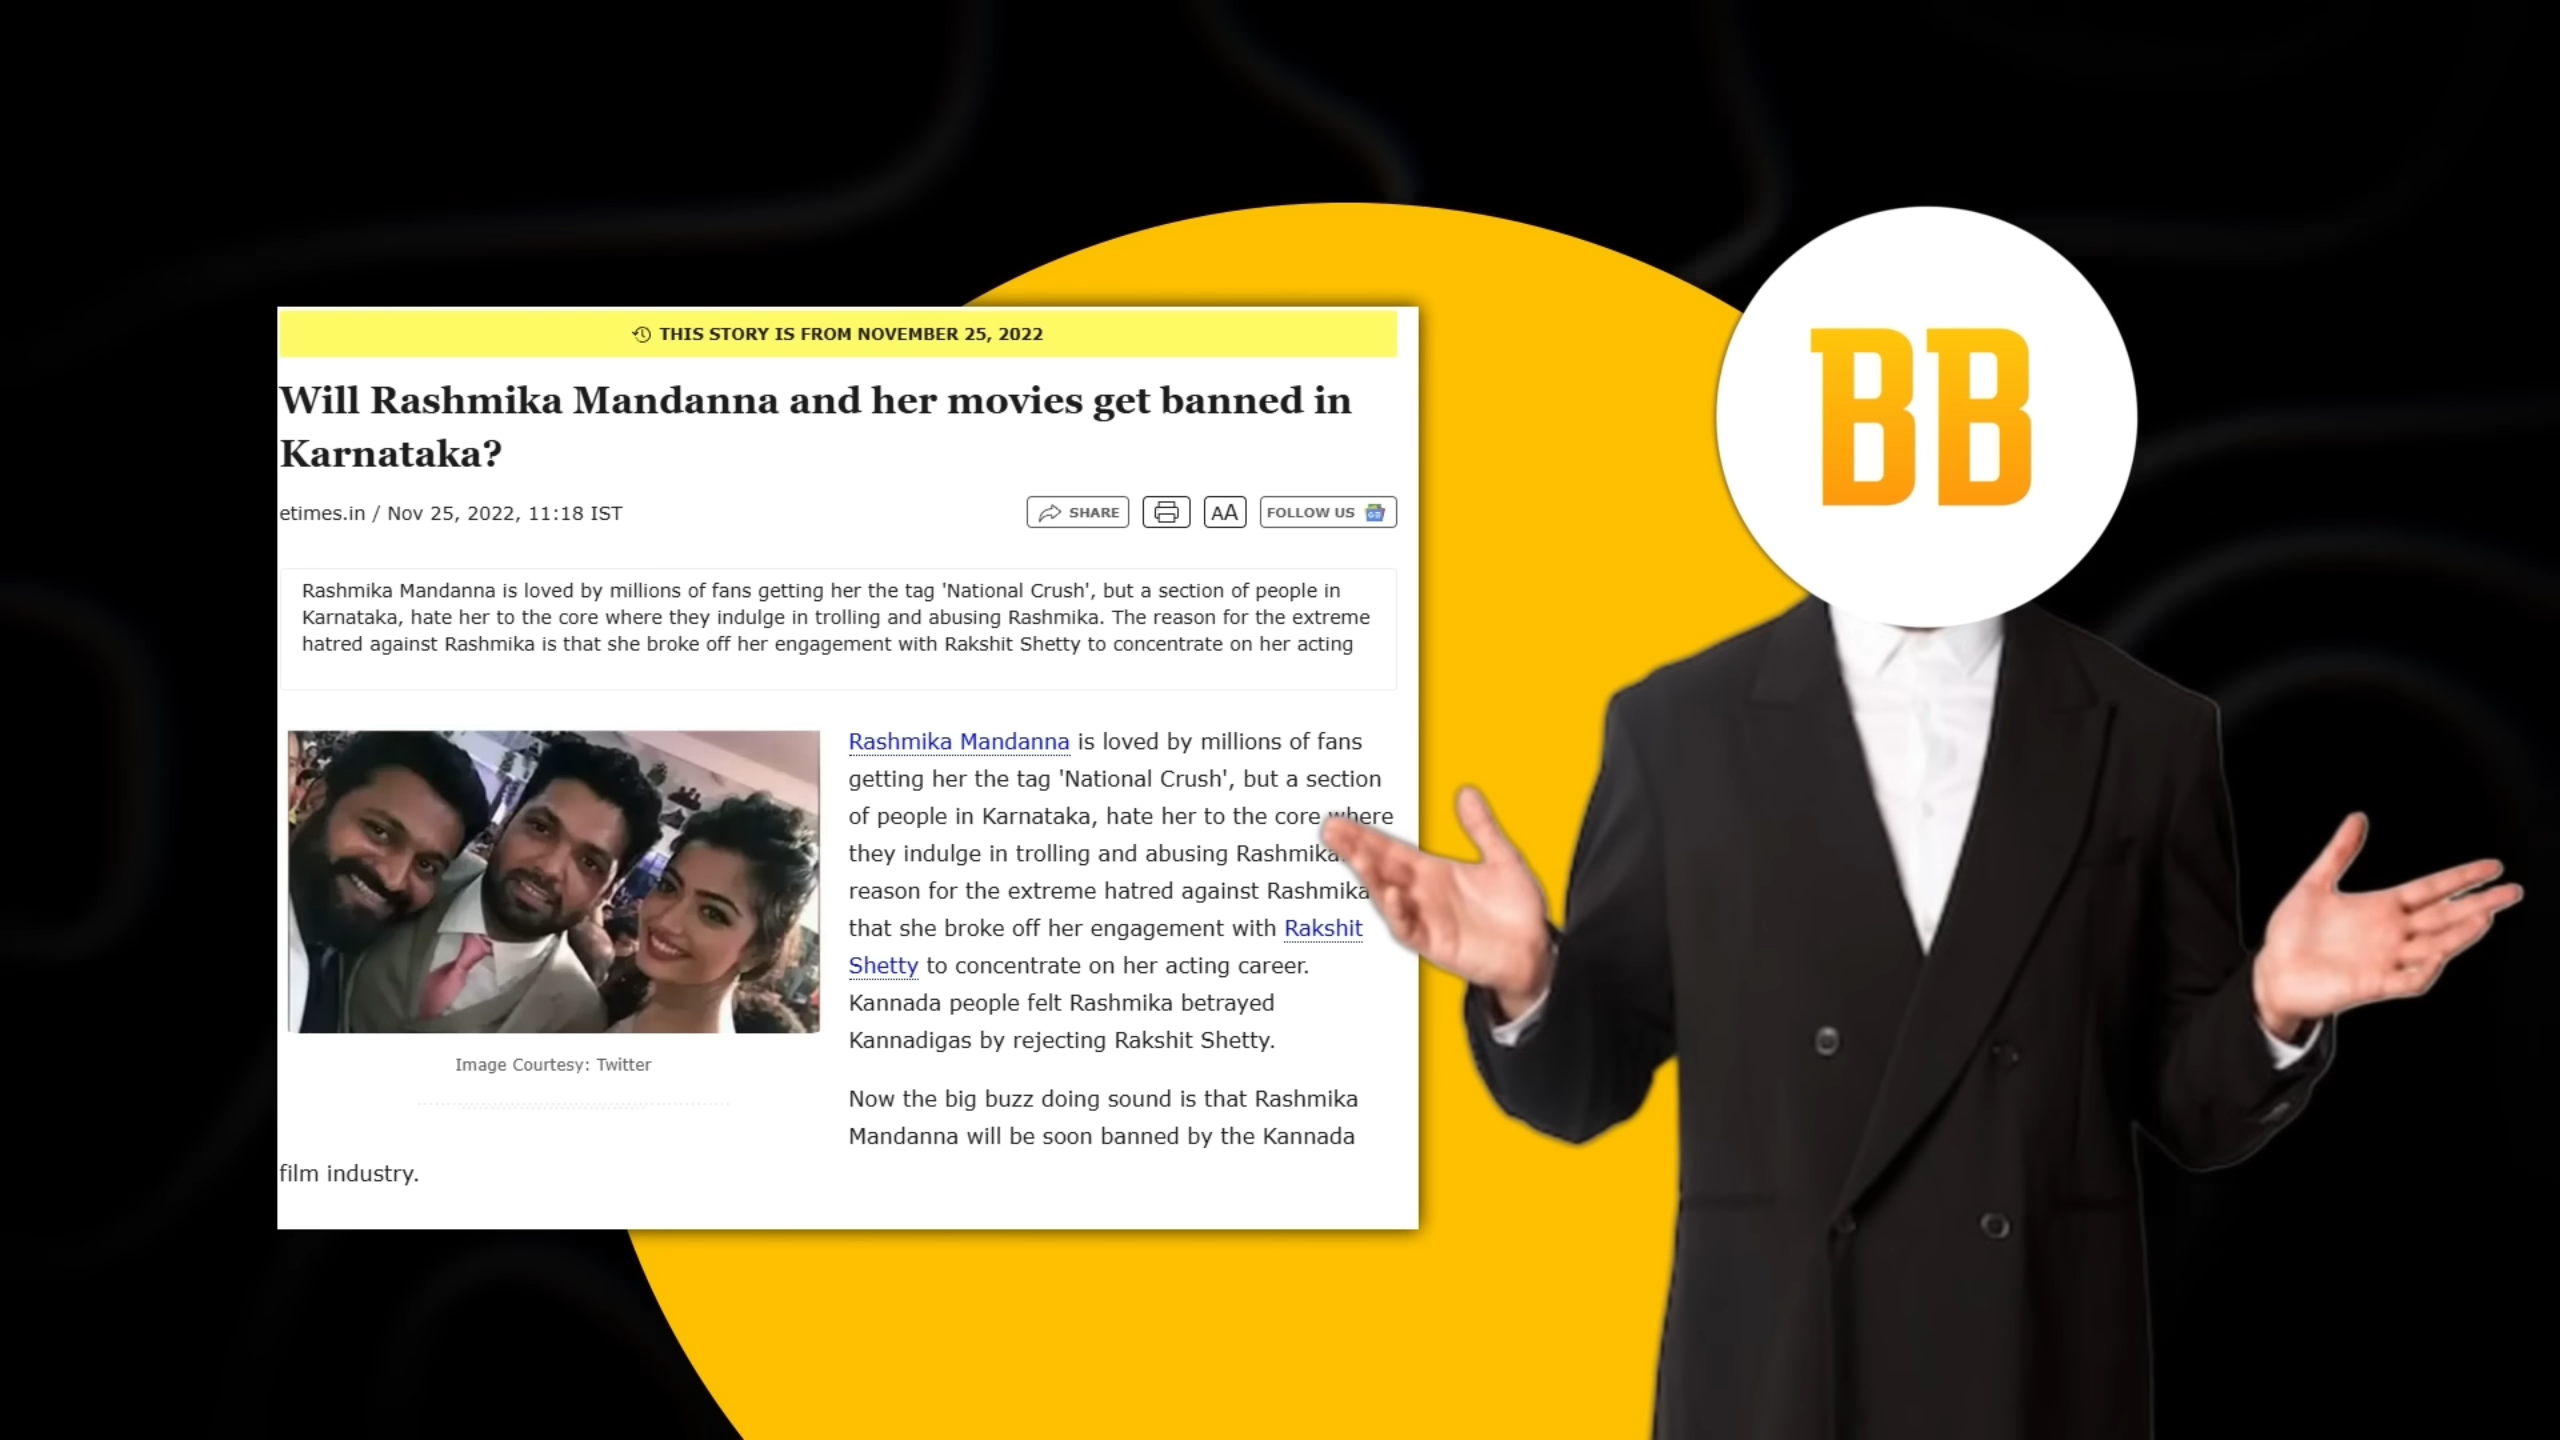 THIS STORY IS FROM NOVEMBER 25, 2022
Will Rashmika Mandanna and her movies get banned in
Karnataka?
etimes.in / Nov 25, 2022, 11:18 IST
SHARE
AA
FOLLOW US
Rashmika Mandanna is loved by millions of fans getting her the tag 'National Crush', but a section of people in
Karnataka, hate her to the core where they indulge in trolling and abusing Rashmika. The reason for the extreme
hatred against Rashmika is that she broke off her engagement with Rakshit Shetty to concentrate on her acting
Rashmika Mandanna is loved by millions of fans
getting her the tag 'National Crush', but a section
of people in Karnataka, hate her to the core where
they indulge in trolling and abusing Rashmika.
reason for the extreme hatred against Rashmika
that she broke off her engagement with Rakshit
Shetty to concentrate on her acting career.
Kannada people felt Rashmika betrayed
Kannadigas by rejecting Rakshit Shetty.
Image Courtesy: Twitter
Now the big buzz doing sound is that Rashmika
Mandanna will be soon banned by the Kannada
film industry.
BB